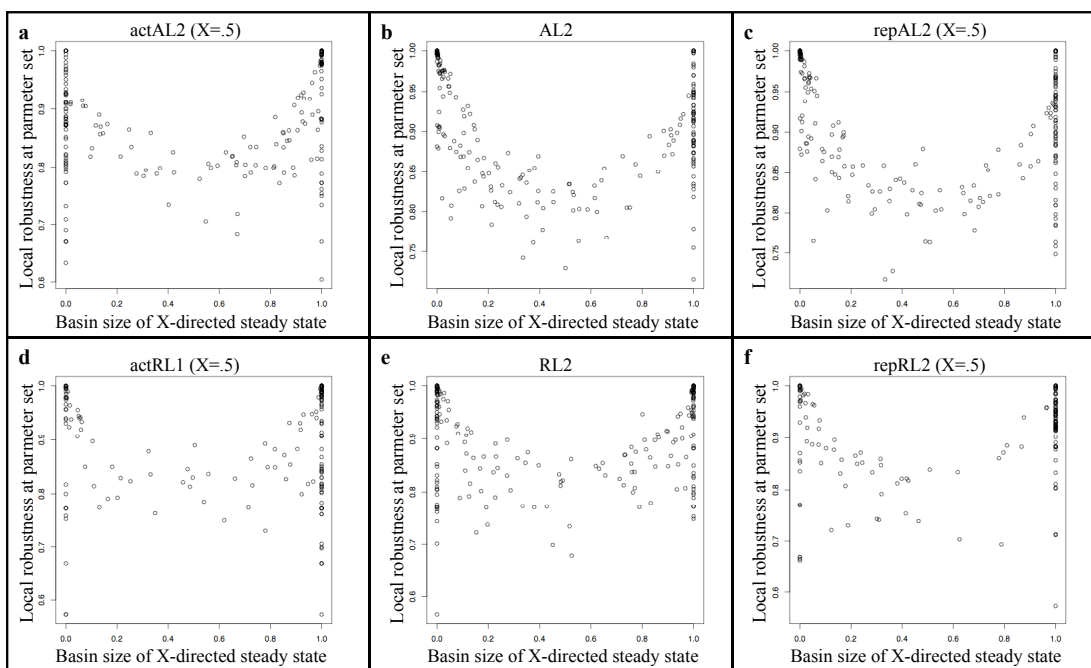 a
actAL2 (X=.5)
Local robustness at parmeter set
1.0
0.9
0.8
0.7
0.6
0.0 0.2 0.4 0.6 0.8 1.0
Basin size of X-directed steady state
b
AL2
Local robustness at parmeter set
1.00
0.95
0.90
0.85
0.80
0.75
0.0 0.2 0.4 0.6 0.8 1.0
Basin size of X-directed steady state
c
repAL2 (X=.5)
Local robustness at parmeter set
1.00
0.95
0.90
0.85
0.80
0.75
0.0 0.2 0.4 0.6 0.8 1.0
Basin size of X-directed steady state
d
actRL1 (X=.5)
Local robustness at parmeter set
1.0
0.9
0.8
0.7
0.6
0.0 0.2 0.4 0.6 0.8 1.0
Basin size of X-directed steady state
e
RL2
Local robustness at parmeter set
1.0
0.9
0.8
0.7
0.6
0.0 0.2 0.4 0.6 0.8 1.0
Basin size of X-directed steady state
f
repRL2 (X=.5)
Local robustness at parmeter set
1.0
0.9
0.8
0.7
0.6
0.0 0.2 0.4 0.6 0.8 1.0
Basin size of X-directed steady state